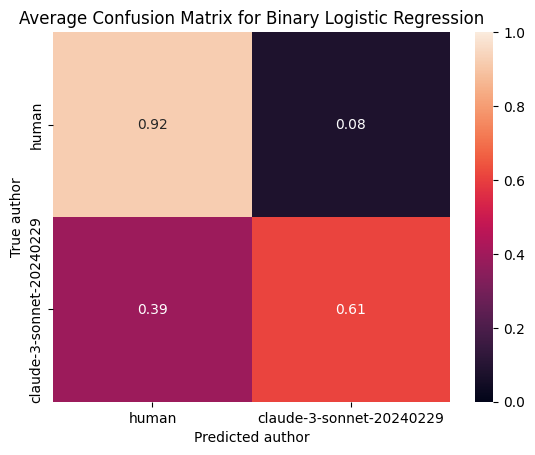 Average Confusion Matrix for Binary Logistic Regression
True author
human
claude-3-sonnet-20240229
0.92
0.08
0.39
0.61
human
claude-3-sonnet-20240229
Predicted author
1.0
0.8
0.6
0.4
0.2
0.0